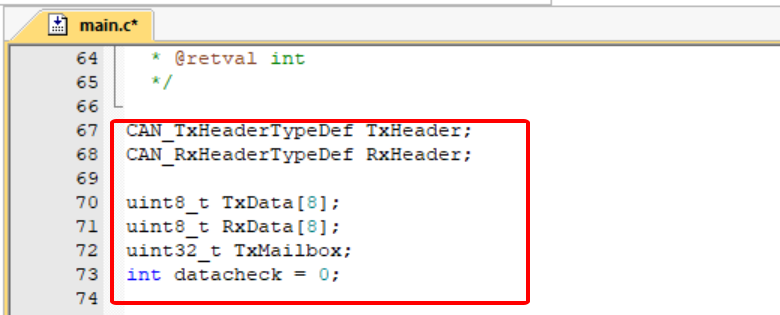 main.c*
64 * @retval int
65 */
66
67 CAN_TxHeaderTypeDef TxHeader;
68 CAN_RxHeaderTypeDef RxHeader;
69
70 uint8_t TxData[8];
71 uint8_t RxData[8];
72 uint32_t TxMailbox;
73 int datacheck = 0;
74